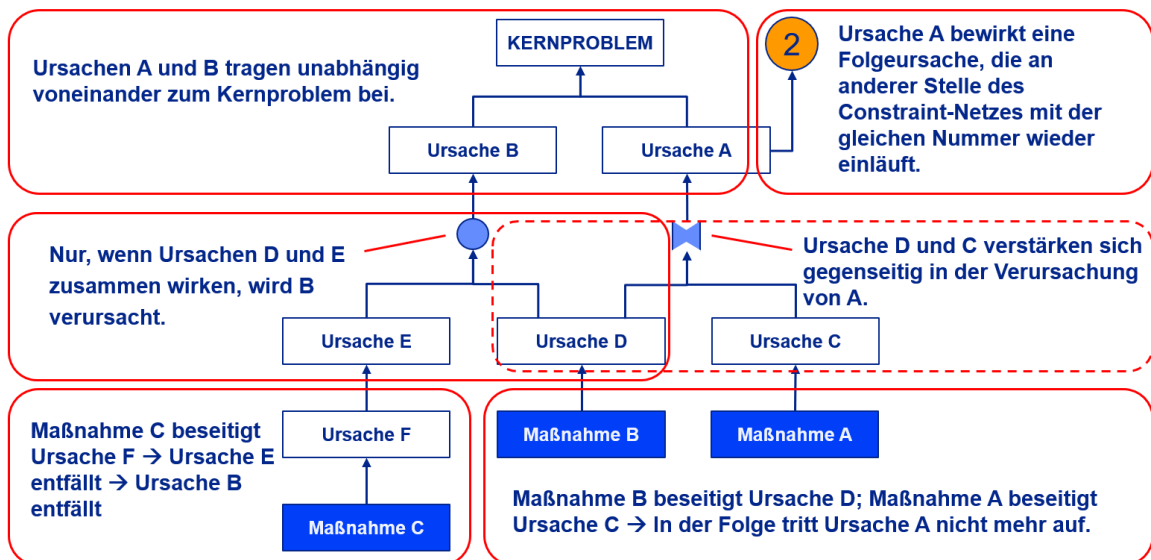 KERNPROBLEM
Ursachen A und B tragen unabhängig
voneinander zum Kernproblem bei.
Ursache B
Ursache A
2
Ursache A bewirkt eine
Folgeursache, die an
anderer Stelle des
Constraint-Netzes mit der
gleichen Nummer wieder
einläuft.
Nur, wenn Ursachen D und E
zusammen wirken, wird B
verursacht.
Ursache D und C verstärken sich
gegenseitig in der Verursachung
von A.
Ursache E
Ursache D
Ursache C
Maßnahme C beseitigt
Ursache F → Ursache E
entfällt → Ursache B
entfällt
Ursache F
Maßnahme C
Maßnahme B
Maßnahme A
Maßnahme B beseitigt Ursache D; Maßnahme A beseitigt
Ursache C → In der Folge tritt Ursache A nicht mehr auf.